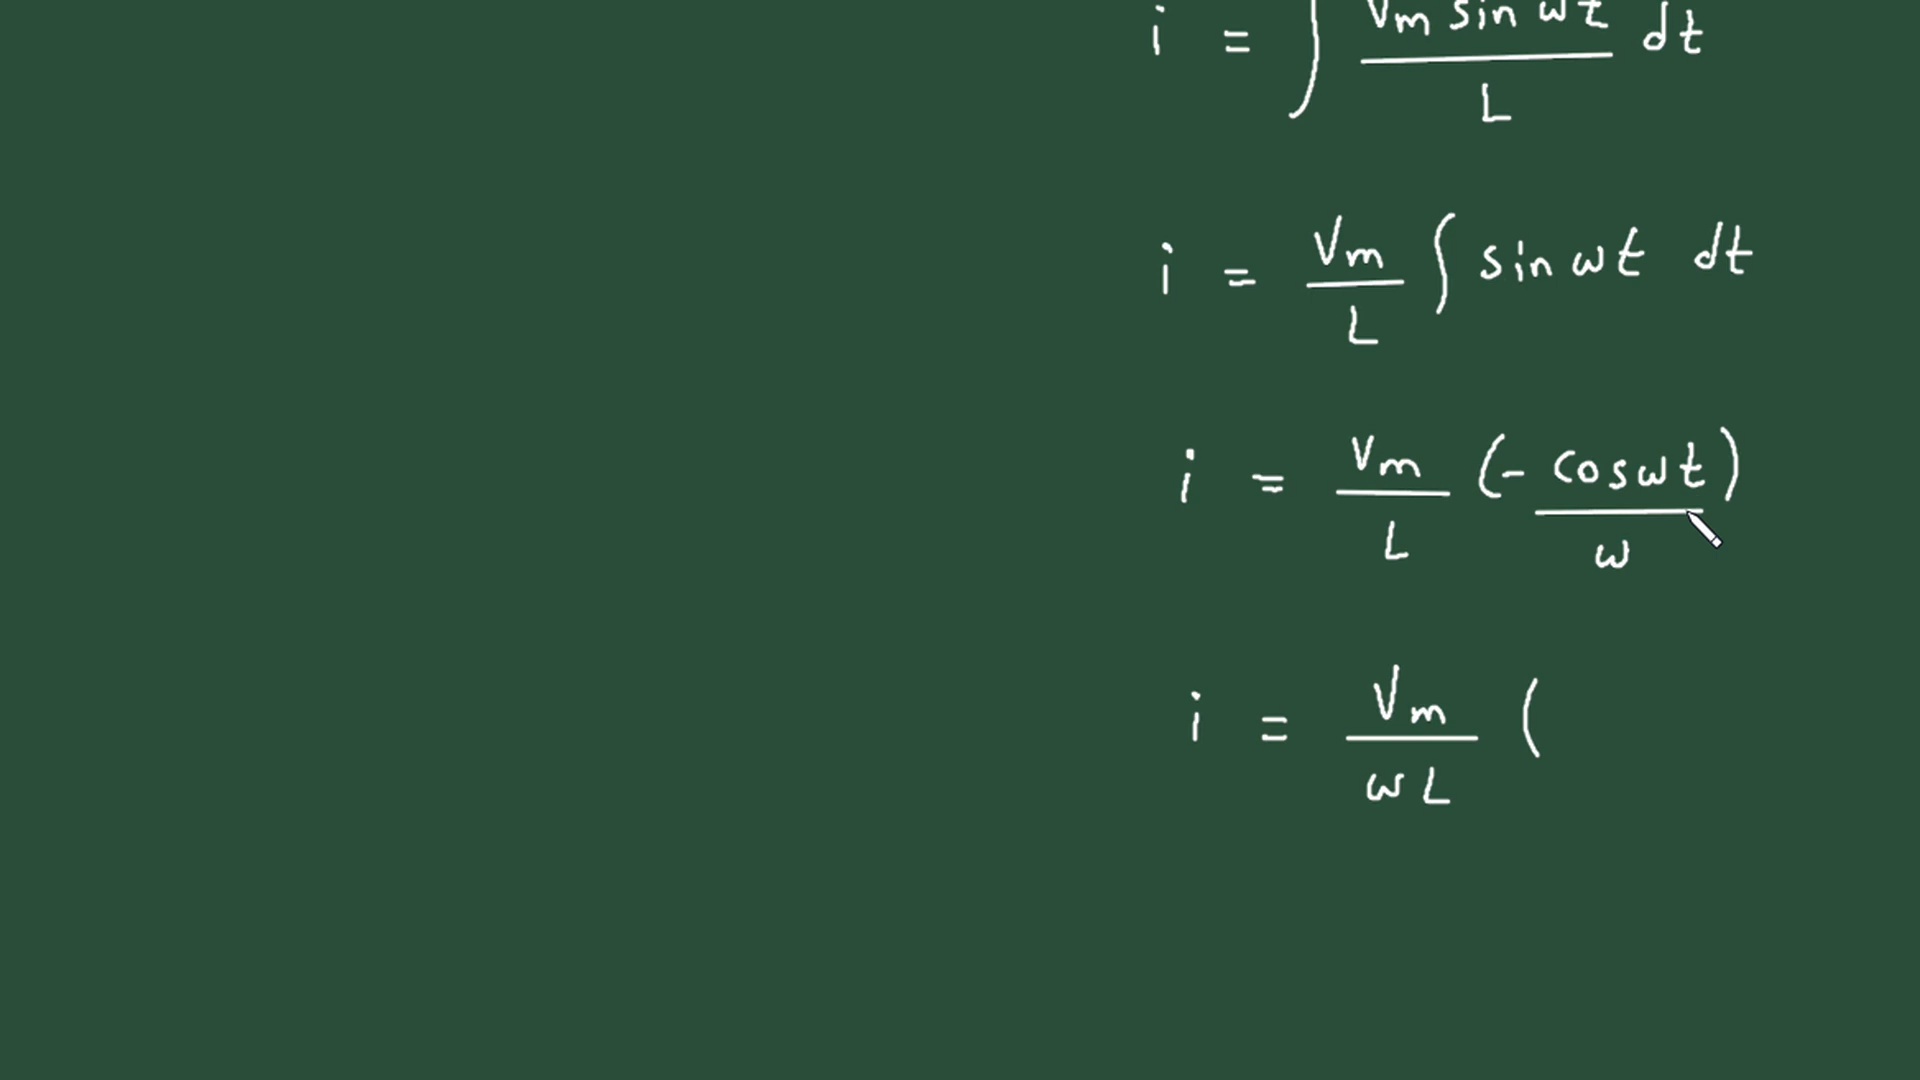 i = ∫ Vm sin ωt / L dt
i = Vm / L ∫ sin ωt dt
i = Vm / L (- cos ωt / ω)
i = Vm / ωL (